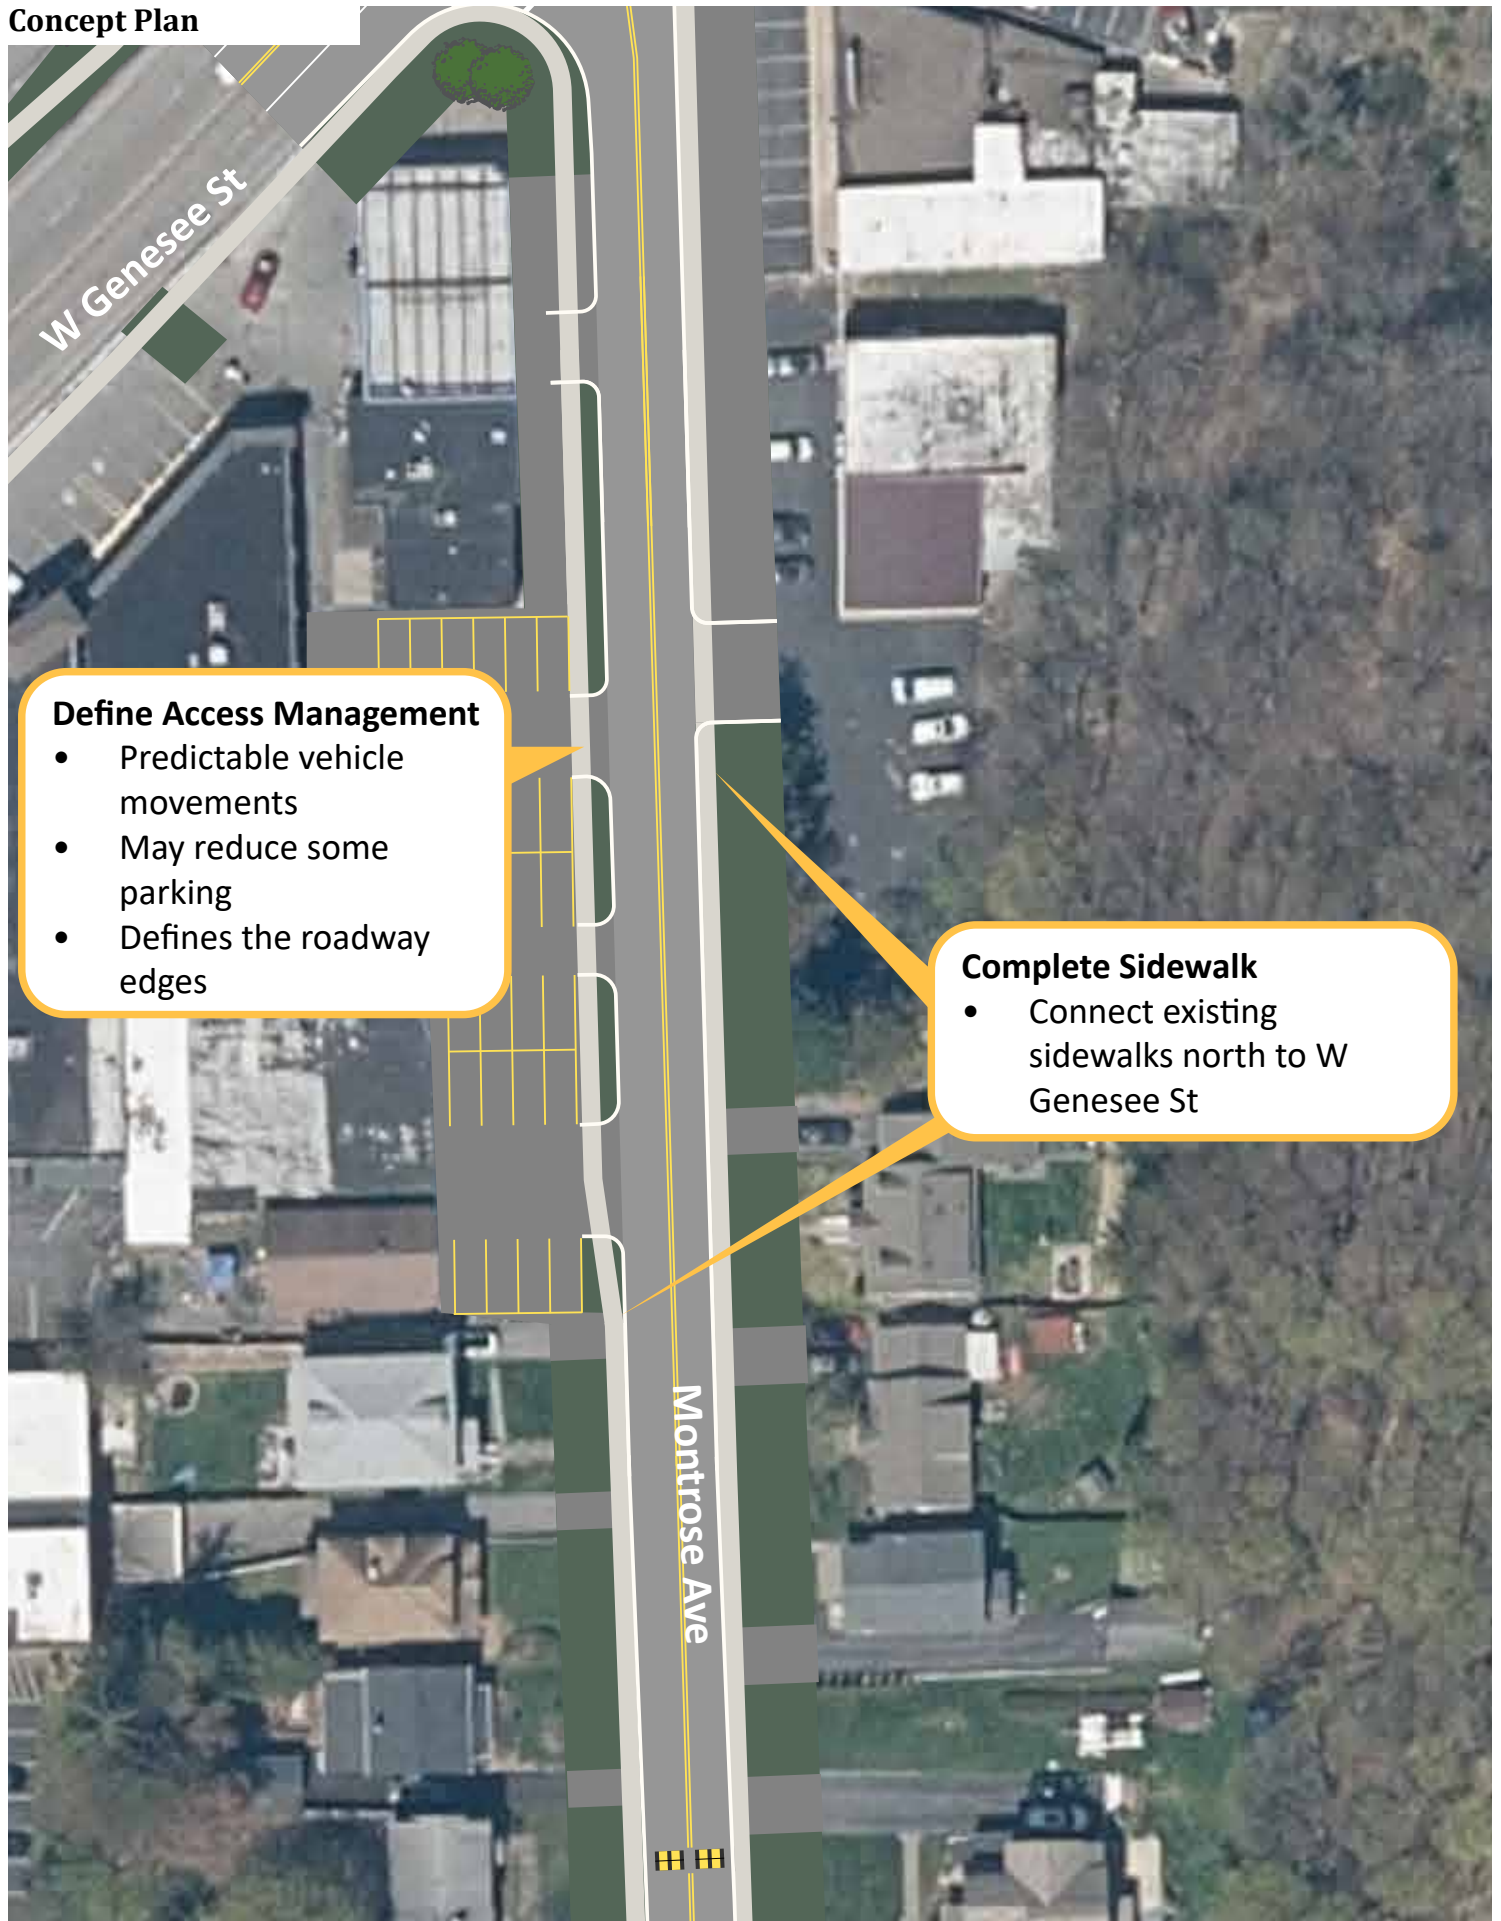 Concept Plan
W Genesee St
Define Access Management
• Predictable vehicle
movements
• May reduce some
parking
• Defines the roadway
edges
Complete Sidewalk
• Connect existing
sidewalks north to W
Genesee St
Montrose Ave